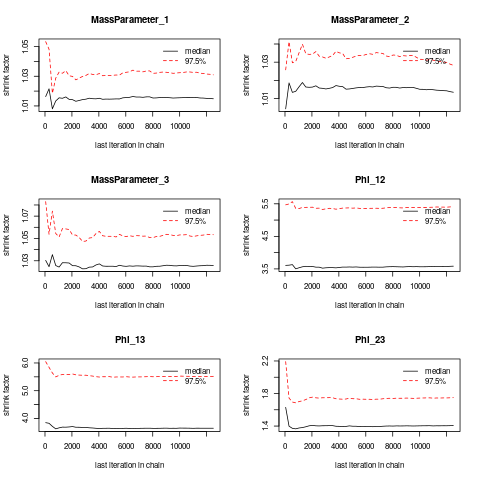 MassParameter_1
MassParameter_2
shrink factor
1.01 1.03 1.05
median
97.5%
0 2000 4000 6000 8000 10000
last iteration in chain
shrink factor
1.01 1.03
median
97.5%
0 2000 4000 6000 8000 10000
last iteration in chain
MassParameter_3
Phi_12
shrink factor
1.03 1.05 1.07
median
97.5%
0 2000 4000 6000 8000 10000
last iteration in chain
shrink factor
3.5 4.5 5.5
median
97.5%
0 2000 4000 6000 8000 10000
last iteration in chain
Phi_13
Phi_23
shrink factor
4.0 5.0 6.0
median
97.5%
0 2000 4000 6000 8000 10000
last iteration in chain
shrink factor
1.4 1.8 2.2
median
97.5%
0 2000 4000 6000 8000 10000
last iteration in chain